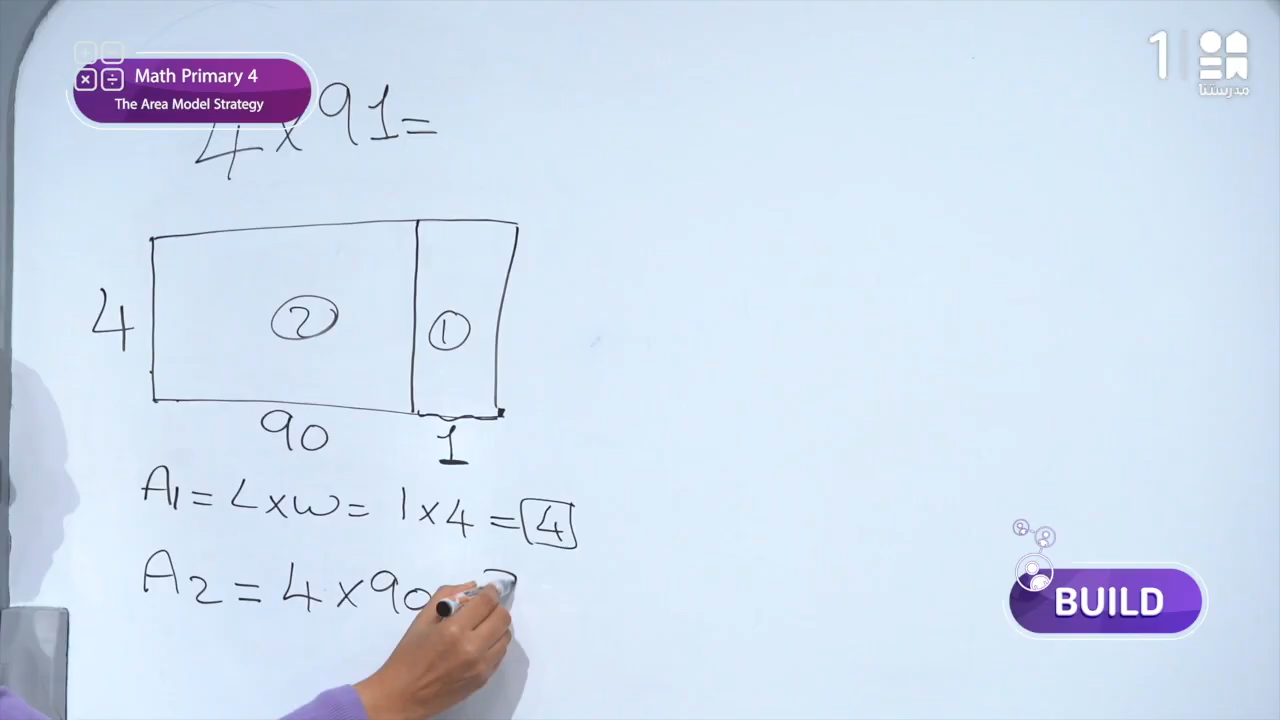 Math Primary 4
The Area Model Strategy
1
مدرستنا
4 x 91 =
2
1
4
90
1
A1 = L x W = 1 x 4 = 4
A2 = 4 x 90
BUILD